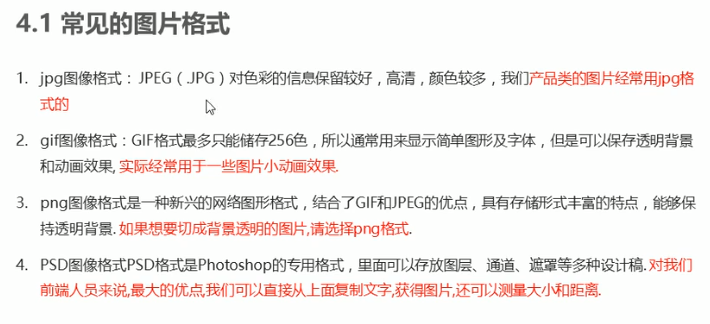 4.1 常见的图片格式
1. jpg图像格式：JPEG（.JPG）对色彩的信息保留较好，高清，颜色较多，我们产品类的图片经常用jpg格
式的
2. gif图像格式：GIF格式最多只能储存256色，所以通常用来显示简单图形及字体，但是可以保存透明背景
和动画效果, 实际经常用于一些图片小动画效果.
3. png图像格式是一种新兴的网络图形格式，结合了GIF和JPEG的优点，具有存储形式丰富的特点，能够保
持透明背景. 如果想要切成背景透明的图片,请选择png格式.
4. PSD图像格式PSD格式是Photoshop的专用格式，里面可以存放图层、通道、遮罩等多种设计稿. 对我们
前端人员来说,最大的优点,我们可以直接从上面复制文字,获得图片,还可以测量大小和距离.